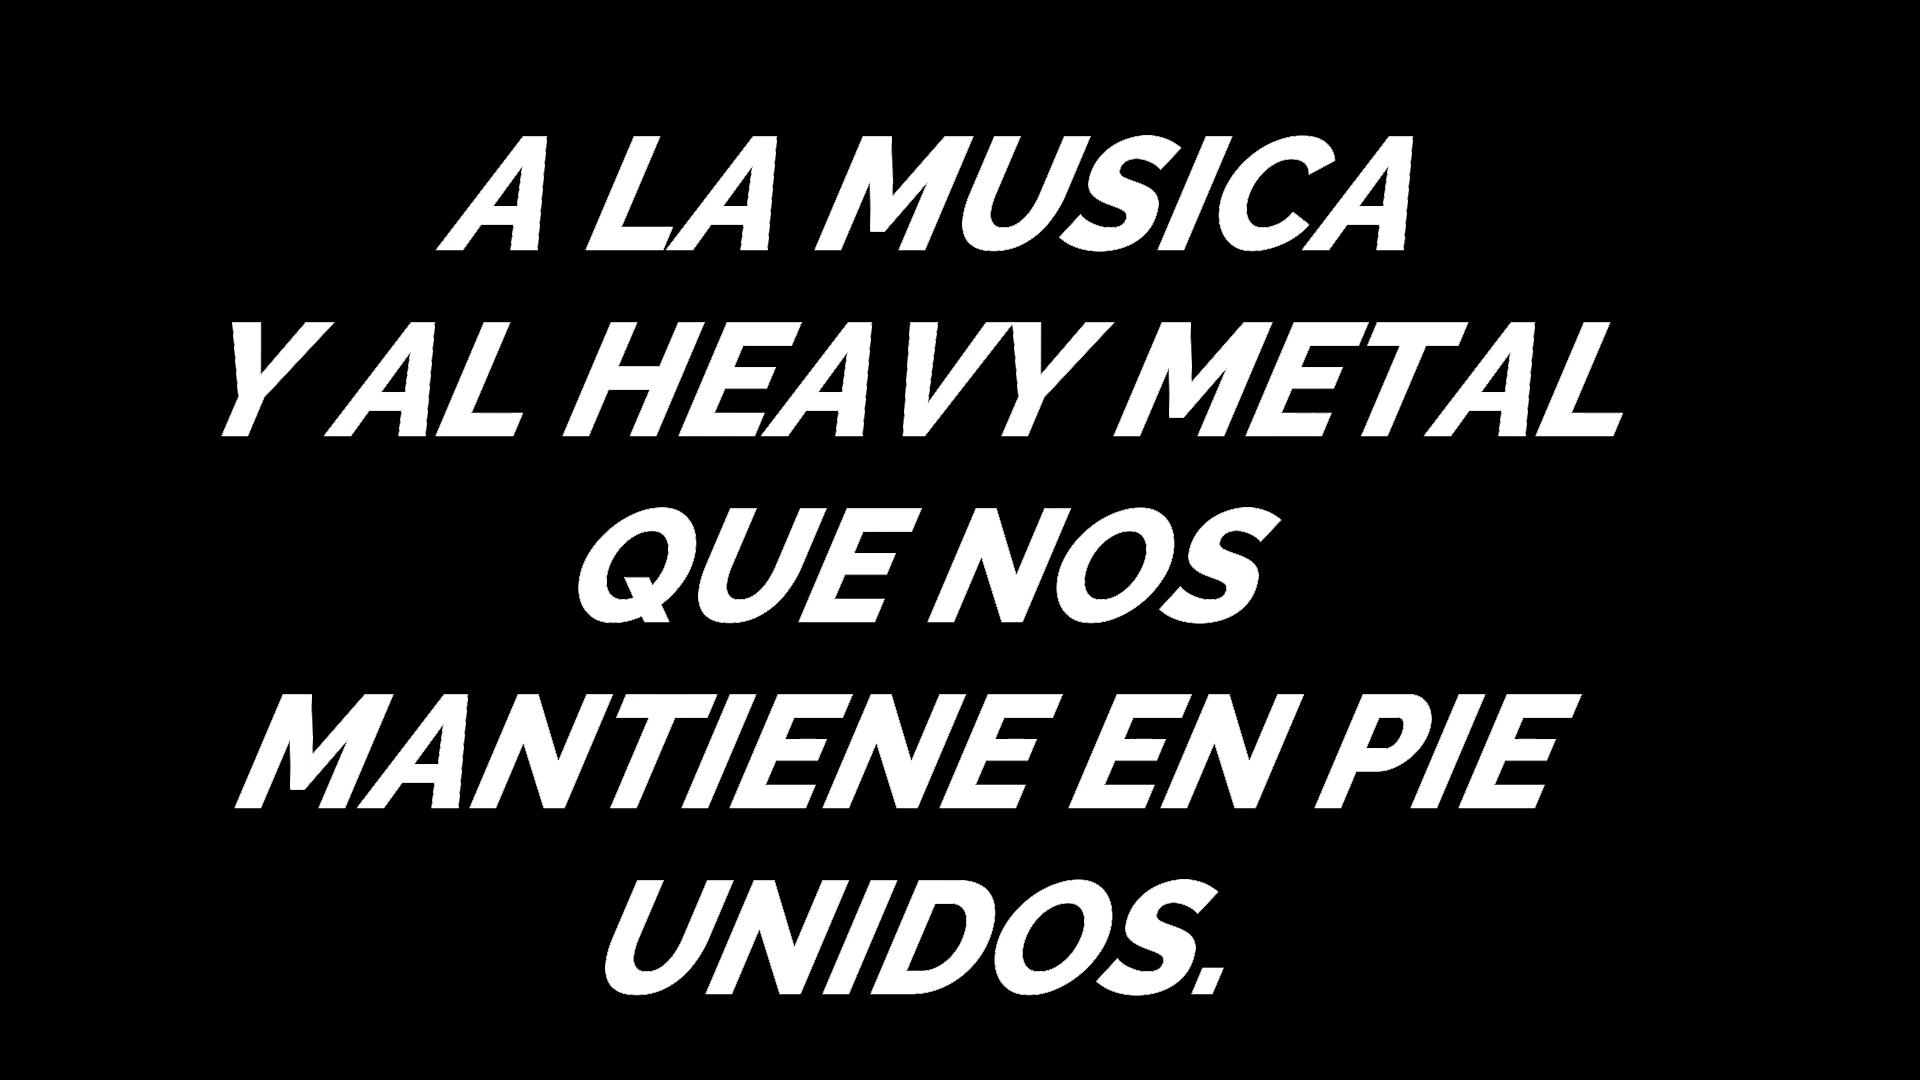 A LA MUSICA
Y AL HEAVY METAL
QUE NOS
MANTIENE EN PIE
UNIDOS.